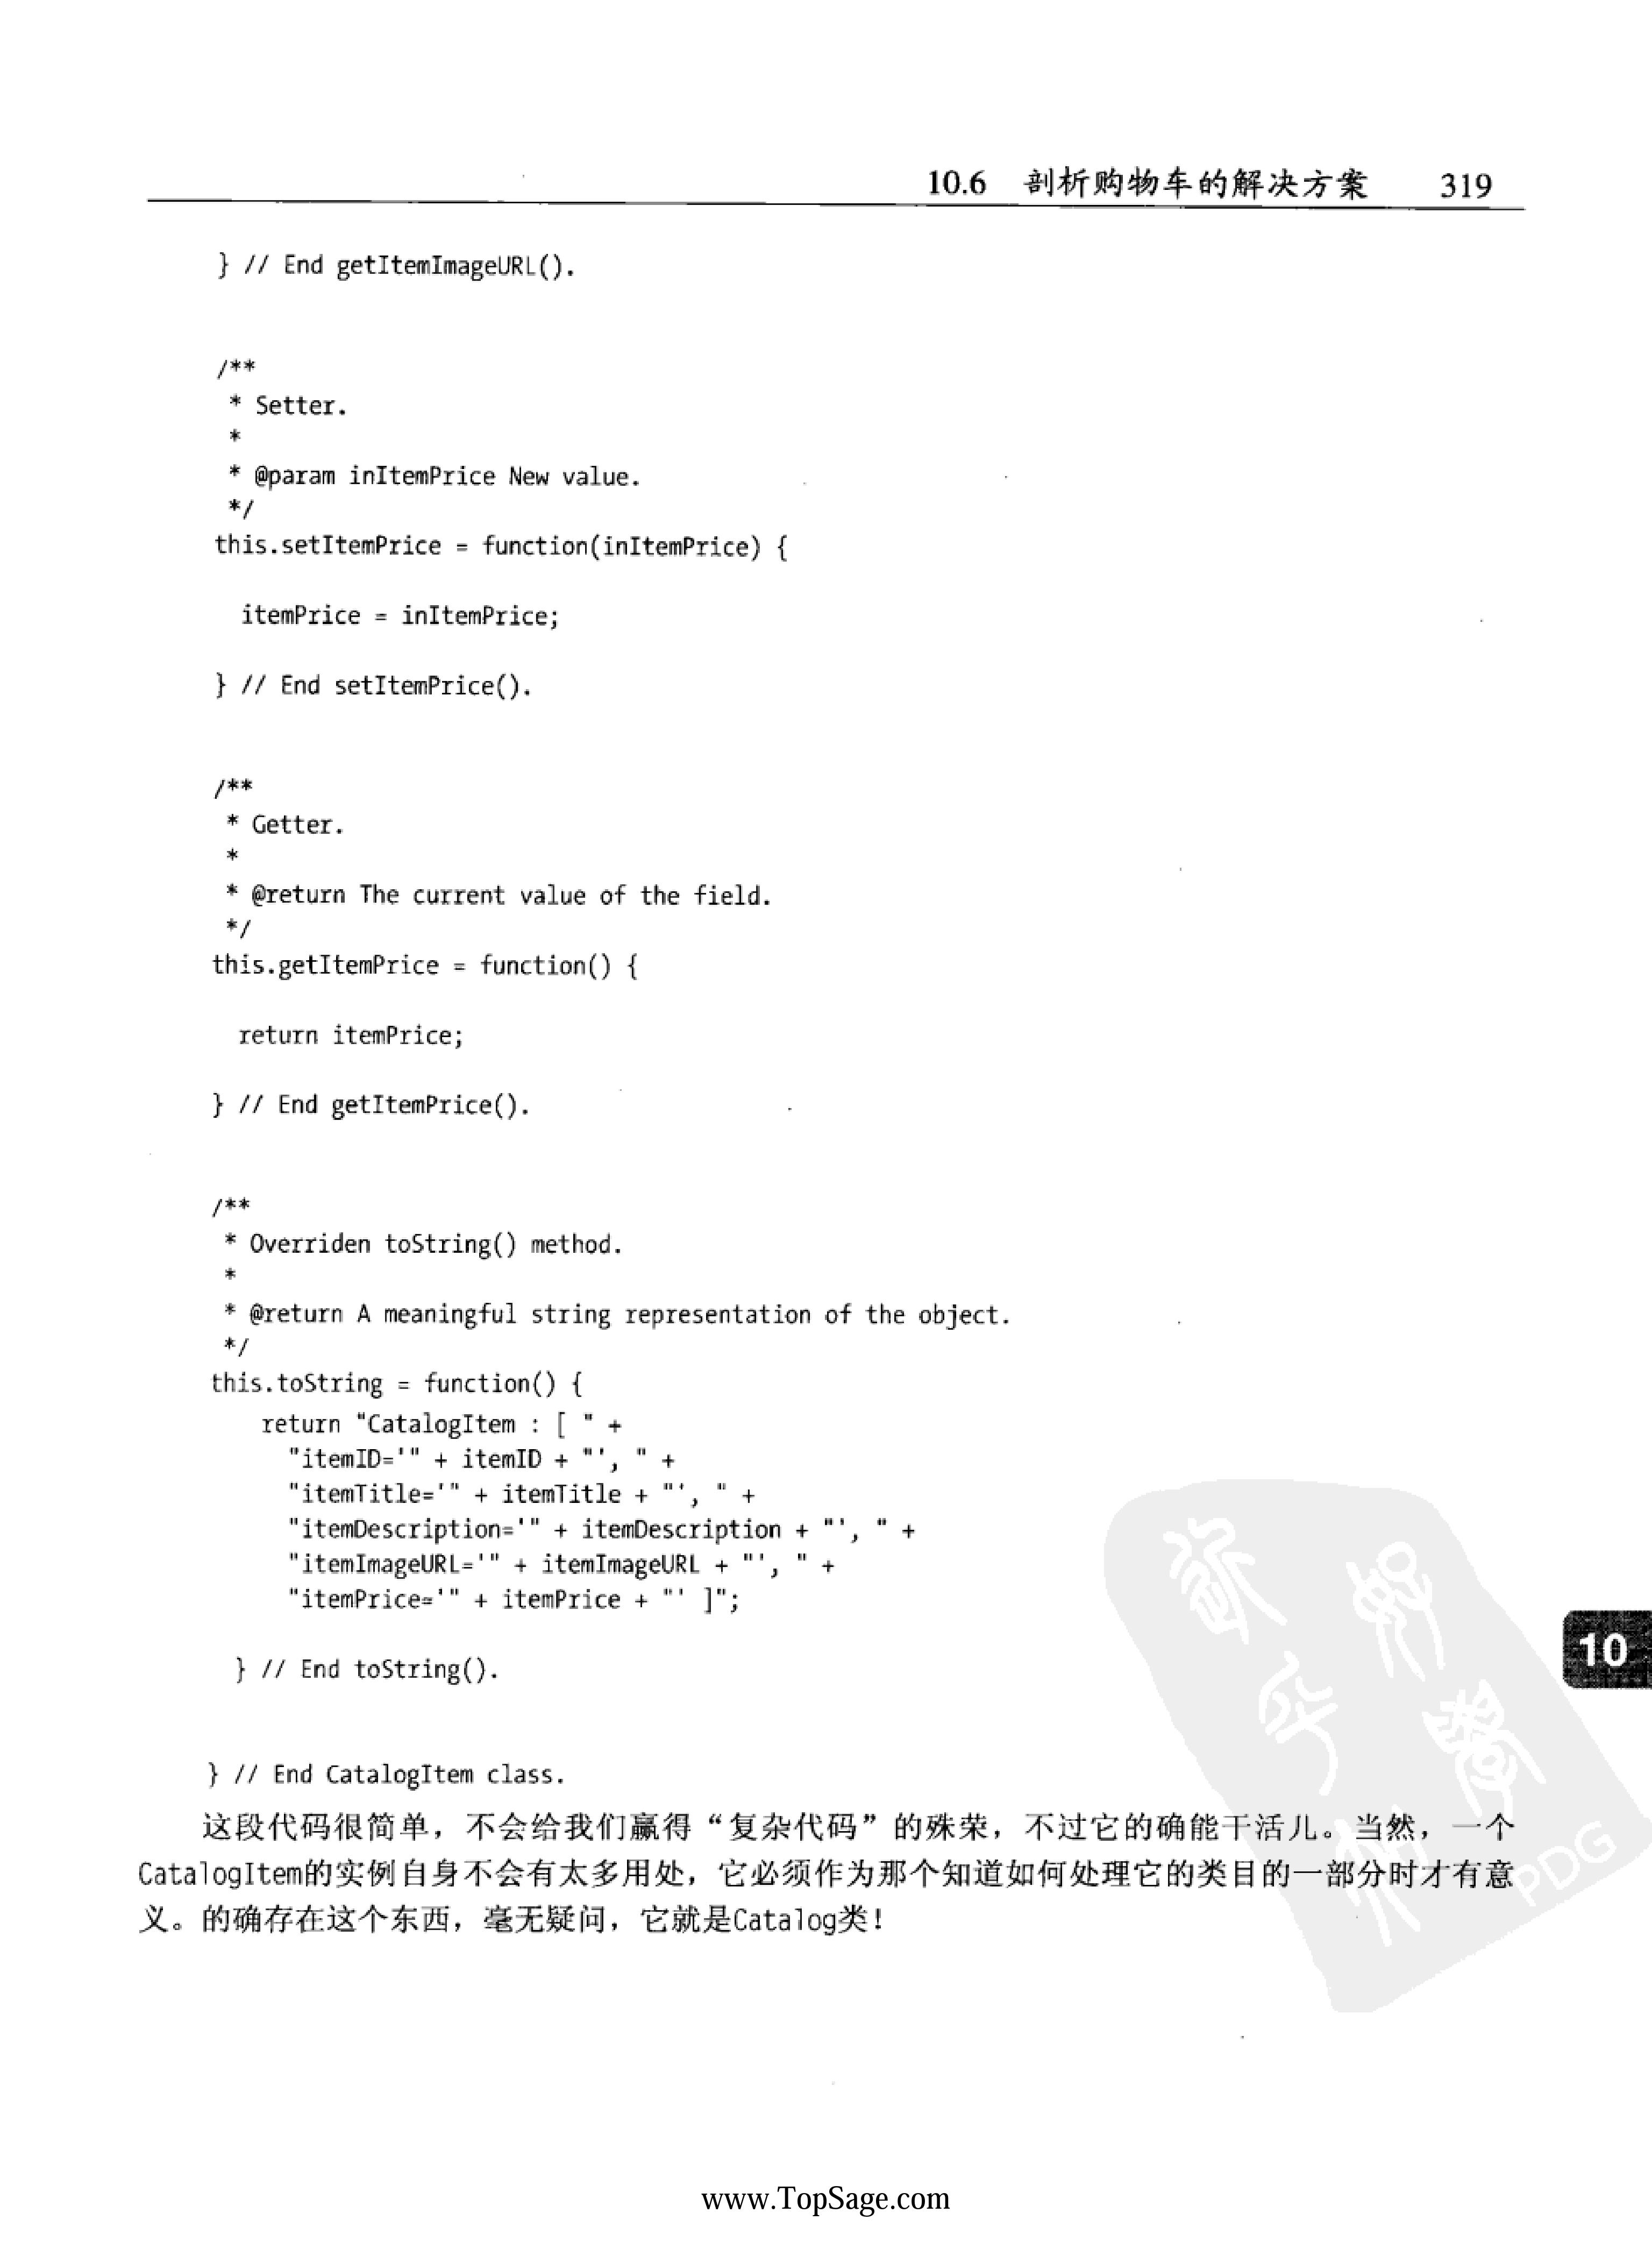 10.6 剖析购物车的解决方案 319
} // End getItemImageURL().
/**
* Setter.
*
* @param inItemPrice New value.
*/
this.setItemPrice = function(inItemPrice) {
itemPrice = inItemPrice;
} // End setItemPrice().
/**
* Getter.
*
* @return The current value of the field.
*/
this.getItemPrice = function() {
return itemPrice;
} // End getItemPrice().
/**
* Overriden toString() method.
*
* @return A meaningful string representation of the object.
*/
this.toString = function() {
return "CatalogItem : [ " +
"itemID='" + itemID + "', " +
"itemTitle='" + itemTitle + "', " +
"itemDescription='" + itemDescription + "', " +
"itemImageURL='" + itemImageURL + "', " +
"itemPrice='" + itemPrice + "' ]";
10
} // End toString().
} // End CatalogItem class.
这段代码很简单，不会给我们赢得“复杂代码”的殊荣，不过它的确能干活儿。当然，一个
CatalogItem的实例自身不会有太多用处，它必须作为那个知道如何处理它的类目的一部分时才有意
义。的确存在这个东西，毫无疑问，它就是Catalog类！
PDG
www.TopSage.com